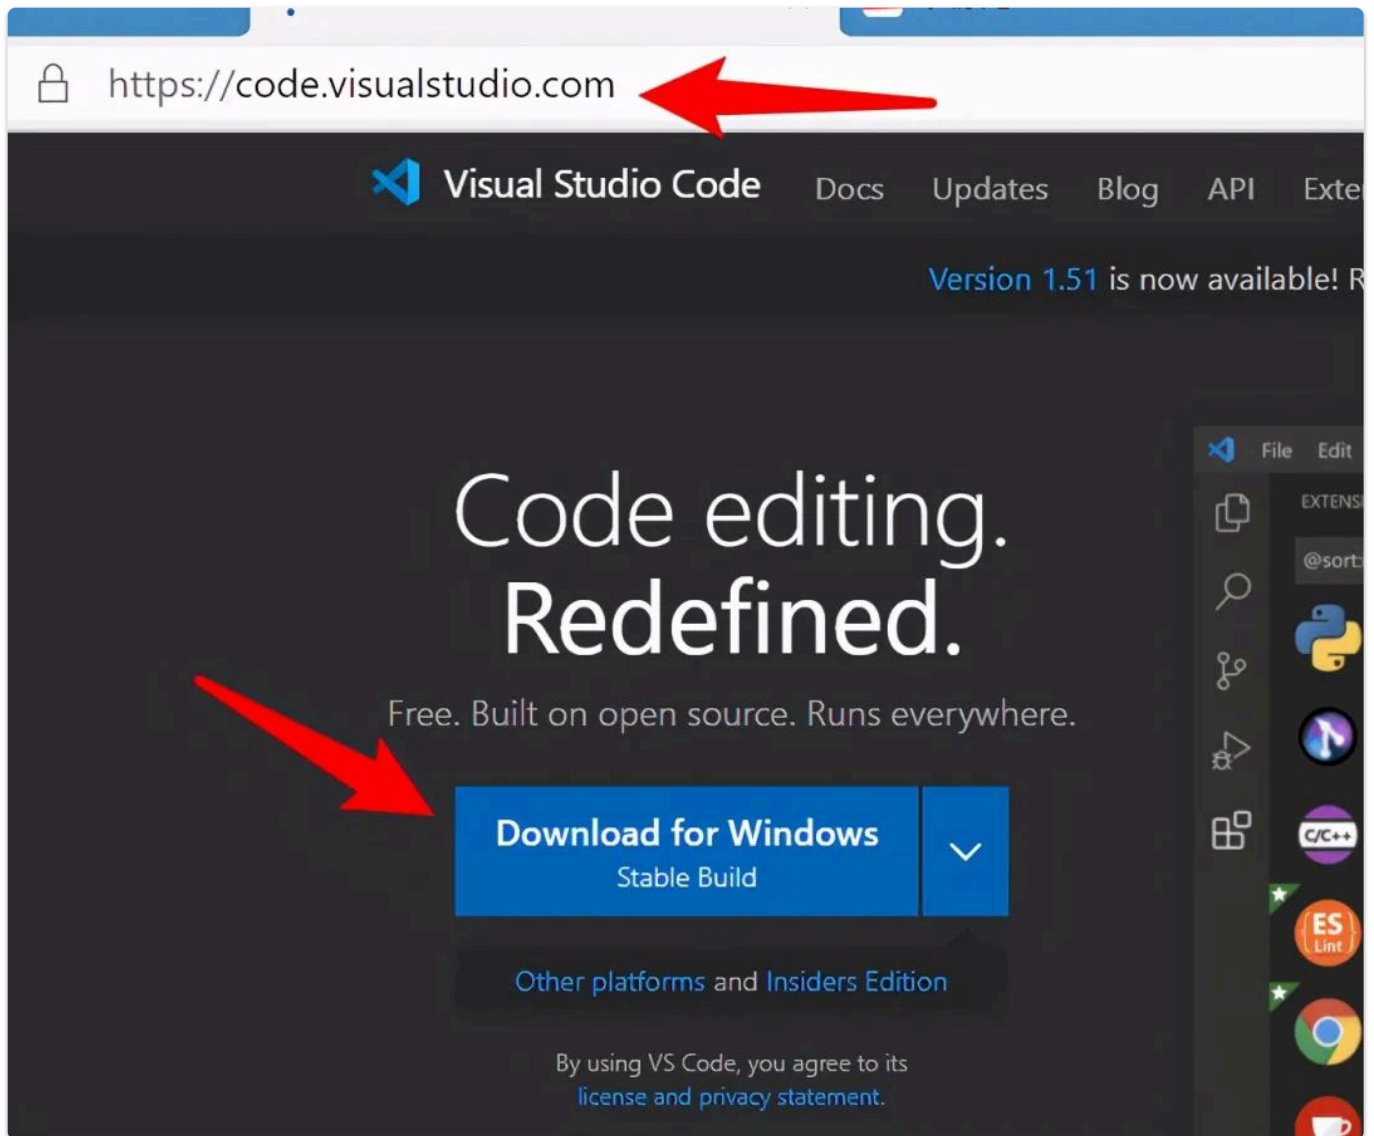 https://code.visualstudio.com
Visual Studio Code Docs Updates Blog API
Version 1.51 is now available!
File Edit
Code editing.
Redefined.
Free. Built on open source. Runs everywhere.
Download for Windows
Stable Build
Other platforms and Insiders Edition
By using VS Code, you agree to its
license and privacy statement.
@sort:
C/C++
ES
Lint